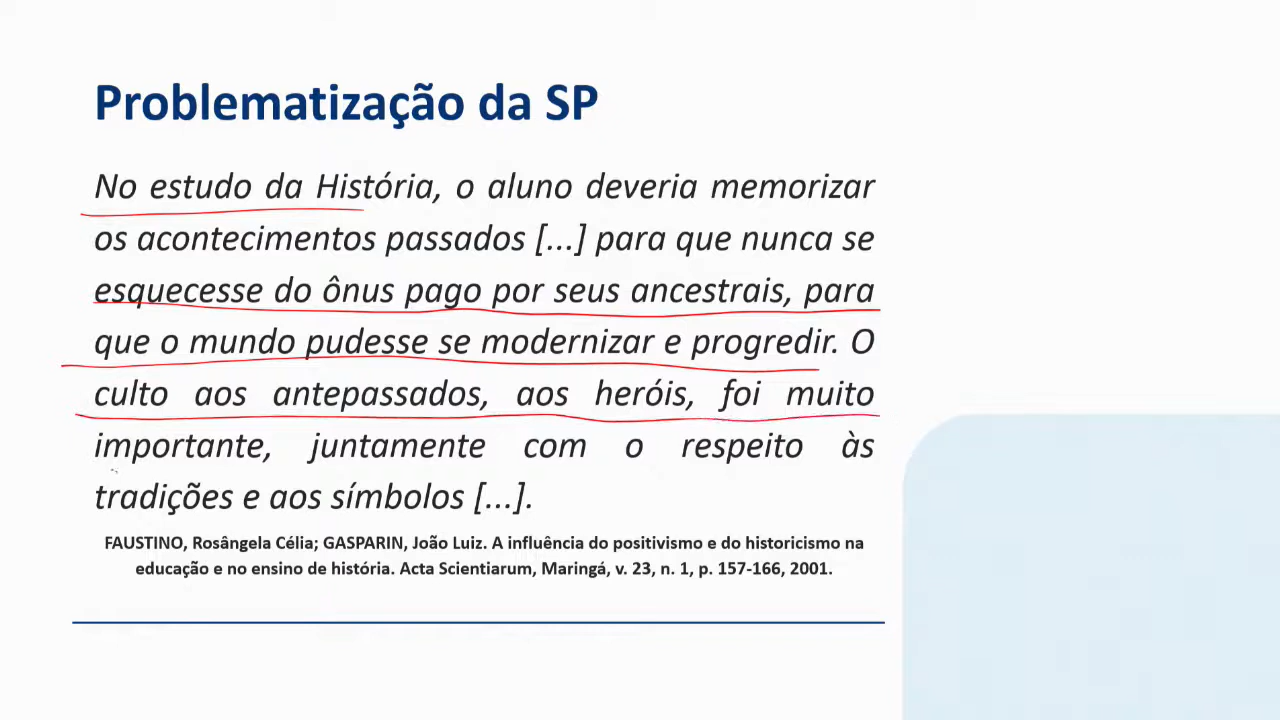 Problematização da SP
No estudo da História, o aluno deveria memorizar
os acontecimentos passados [...] para que nunca se
esquecesse do ônus pago por seus ancestrais, para
que o mundo pudesse se modernizar e progredir. O
culto aos antepassados, aos heróis, foi muito
importante, juntamente com o respeito às
tradições e aos símbolos [...].
FAUSTINO, Rosângela Célia; GASPARIN, João Luiz. A influência do positivismo e do historicismo na
educação e no ensino de história. Acta Scientiarum, Maringá, v. 23, n. 1, p. 157-166, 2001.